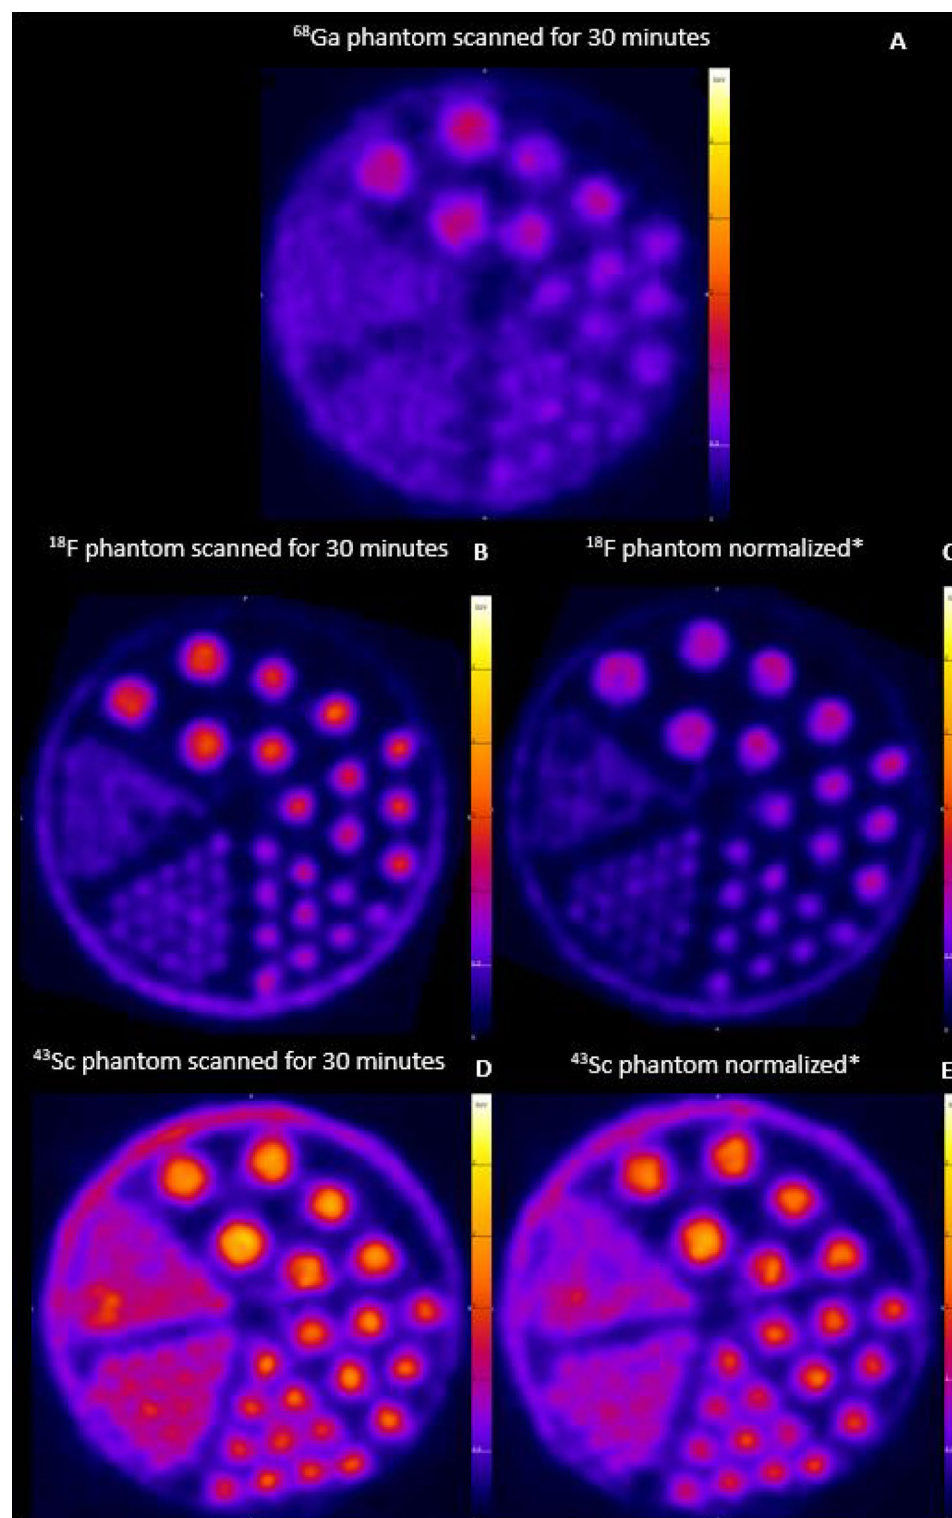 ⁶⁸Ga phantom scanned for 30 minutes A
¹⁸F phantom scanned for 30 minutes B
¹⁸F phantom normalized* C
⁴³Sc phantom scanned for 30 minutes D
⁴³Sc phantom normalized* E